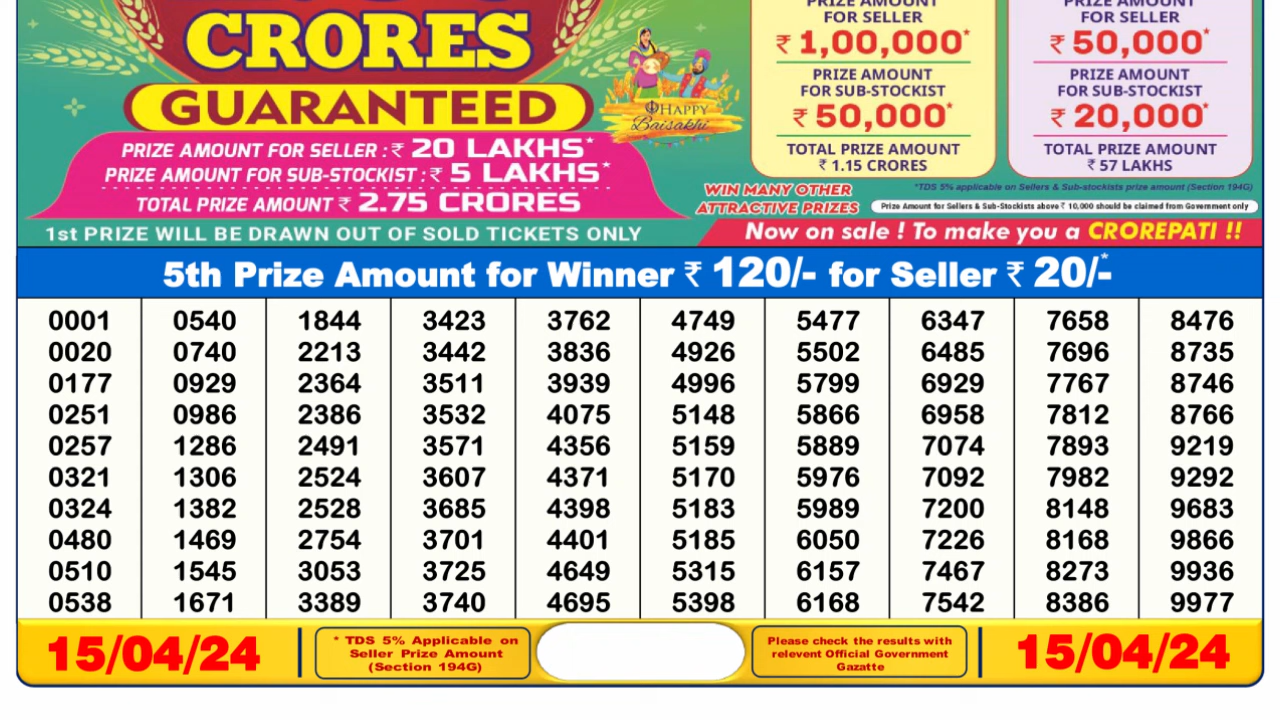 CRORES
GUARANTEED
PRIZE AMOUNT FOR SELLER : ₹ 20 LAKHS*
PRIZE AMOUNT FOR SUB-STOCKIST : ₹ 5 LAKHS*
TOTAL PRIZE AMOUNT ₹ 2.75 CRORES
1st PRIZE WILL BE DRAWN OUT OF SOLD TICKETS ONLY
HAPPY
Baisakhi
PRIZE AMOUNT
FOR SELLER
₹ 1,00,000*
PRIZE AMOUNT
FOR SUB-STOCKIST
₹ 50,000*
TOTAL PRIZE AMOUNT
₹ 1.15 CRORES
PRIZE AMOUNT
FOR SELLER
₹ 50,000*
PRIZE AMOUNT
FOR SUB-STOCKIST
₹ 20,000*
TOTAL PRIZE AMOUNT
₹ 57 LAKHS
WIN MANY OTHER
ATTRACTIVE PRIZES
*TDS 5% applicable on Sellers & Sub-stockists prize amount (Section 194G)
Prize Amount for Sellers & Sub-Stockists above ₹ 10,000 should be claimed from Government only
Now on sale ! To make you a CROREPATI !!
5th Prize Amount for Winner ₹ 120/- for Seller ₹ 20/-*
0001 0540 1844 3423 3762 4749 5477 6347 7658 8476
0020 0740 2213 3442 3836 4926 5502 6485 7696 8735
0177 0929 2364 3511 3939 4996 5799 6929 7767 8746
0251 0986 2386 3532 4075 5148 5866 6958 7812 8766
0257 1286 2491 3571 4356 5159 5889 7074 7893 9219
0321 1306 2524 3607 4371 5170 5976 7092 7982 9292
0324 1382 2528 3685 4398 5183 5989 7200 8148 9683
0480 1469 2754 3701 4401 5185 6050 7226 8168 9866
0510 1545 3053 3725 4649 5315 6157 7467 8273 9936
0538 1671 3389 3740 4695 5398 6168 7542 8386 9977
15/04/24
* TDS 5% Applicable on
Seller Prize Amount
(Section 194G)
Please check the results with
relevent Official Government
Gazatte
15/04/24